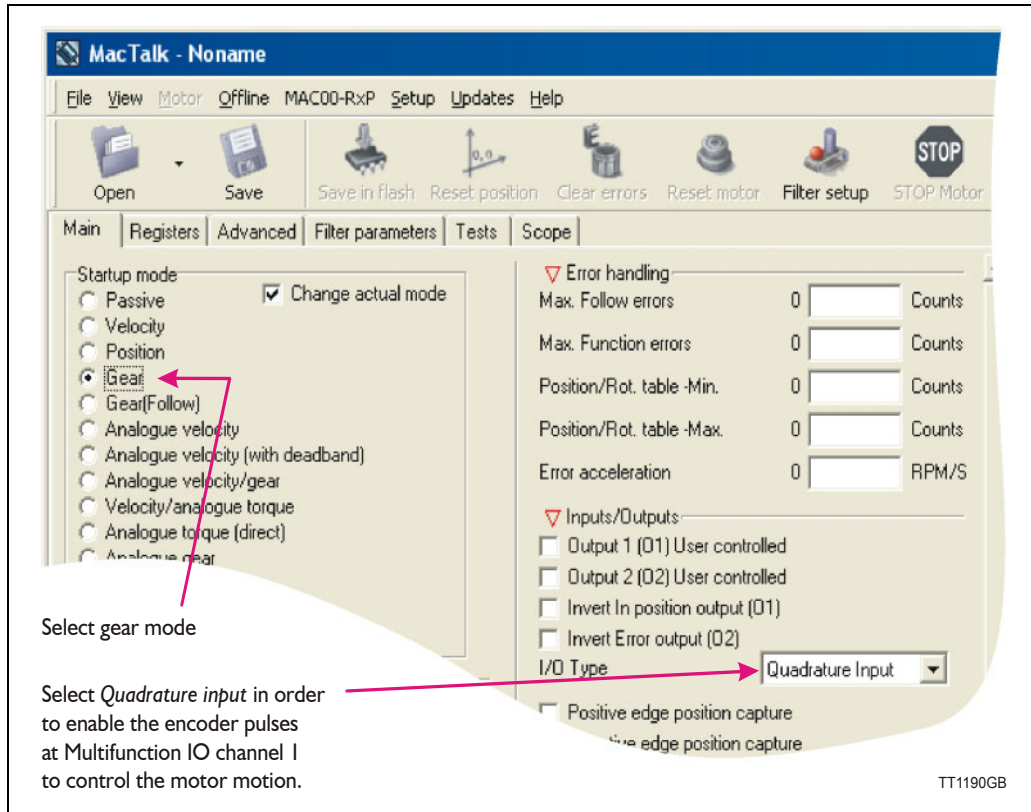 MacTalk - Noname
File View Motor Offline MAC00-RxP Setup Updates Help
Open Save Save in flash Reset position Clear errors Reset motor Filter setup STOP Motor
0,0
E
STOP
Main Registers Advanced Filter parameters Tests Scope
Startup mode
Change actual mode
Passive
Velocity
Position
Gear
Gear(Follow)
Analogue velocity
Analogue velocity (with deadband)
Analogue velocity/gear
Velocity/analogue torque
Analogue torque (direct)
Analogue gear
Error handling
Max. Follow errors 0 Counts
Max. Function errors 0 Counts
Position/Rot. table -Min. 0 Counts
Position/Rot. table -Max. 0 Counts
Error acceleration 0 RPM/S
Inputs/Outputs
Output 1 (O1) User controlled
Output 2 (O2) User controlled
Invert In position output (O1)
Invert Error output (O2)
I/O Type Quadrature Input
Positive edge position capture
edge position capture
Select gear mode
Select Quadrature input in order
to enable the encoder pulses
at Multifunction IO channel 1
to control the motor motion.
TT1190GB